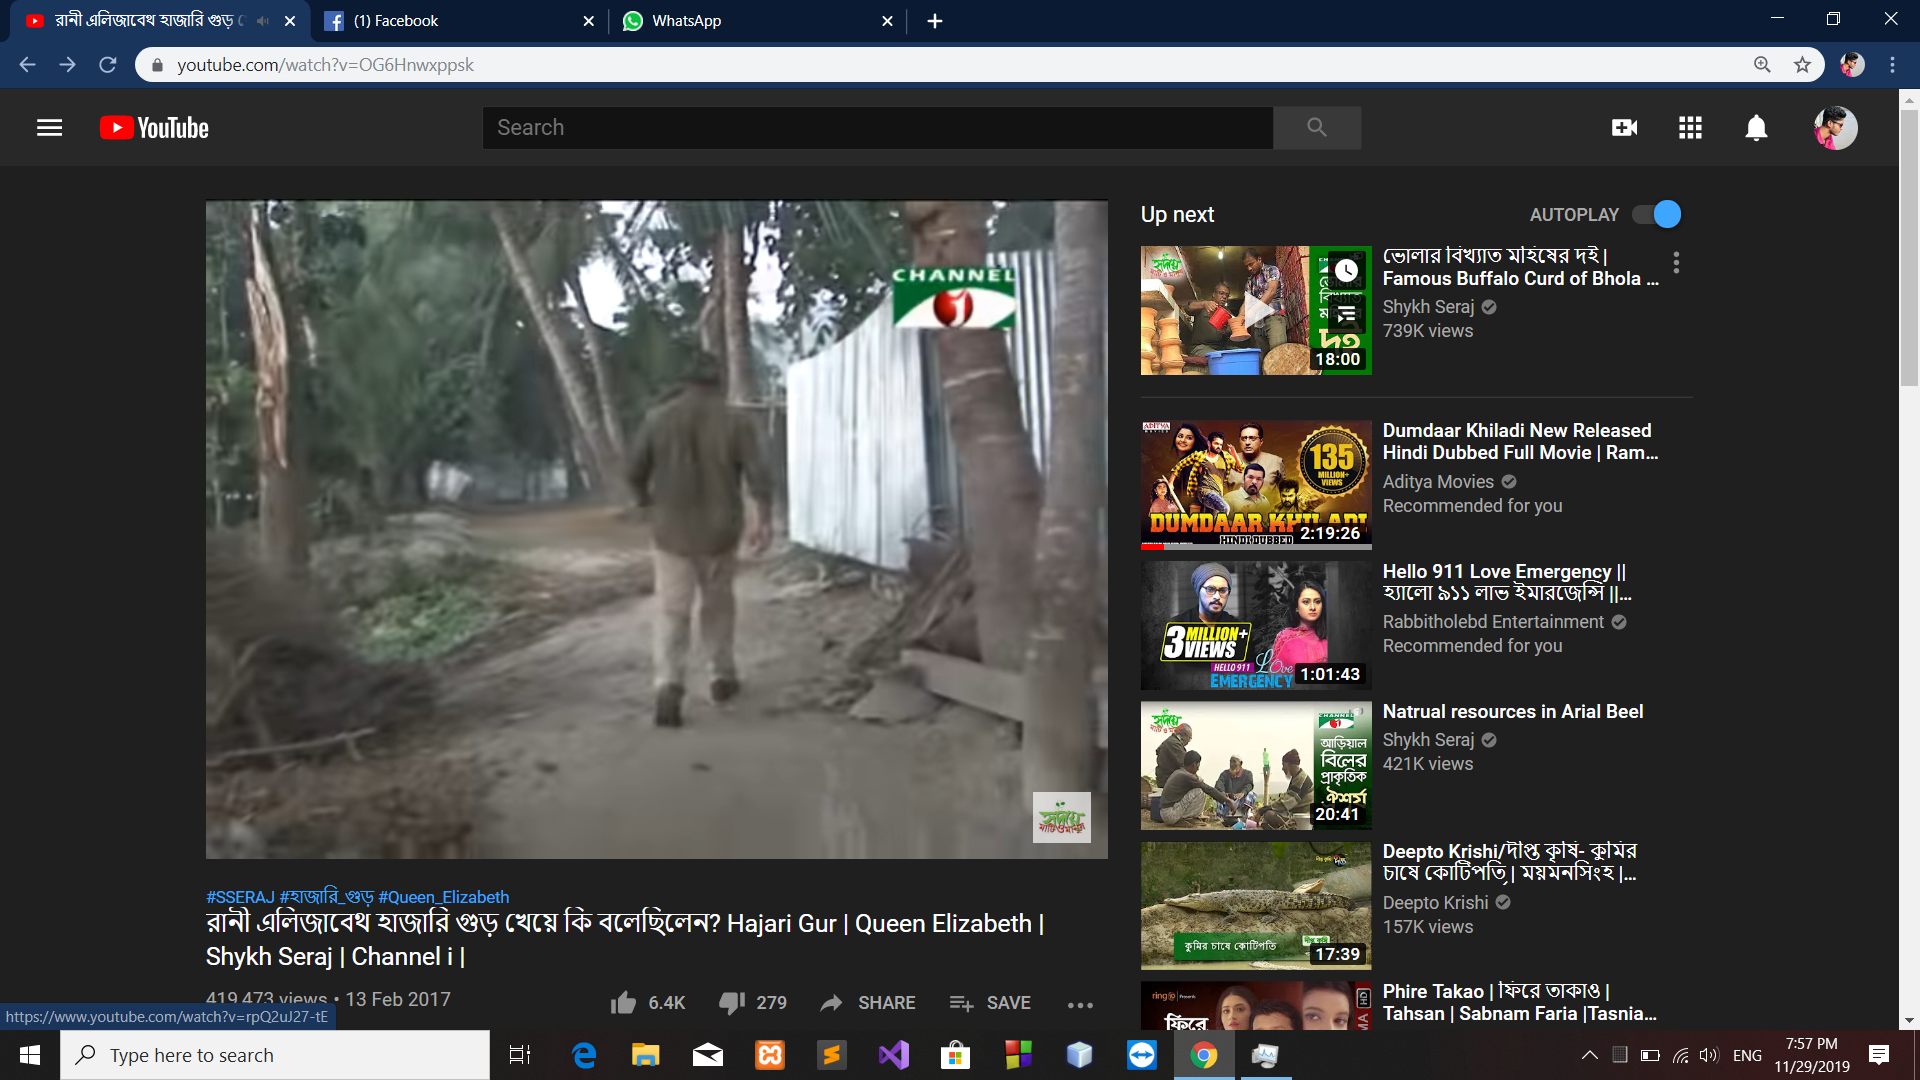 রানী এলিজাবেথ হাজারি গুড়
(1) Facebook
WhatsApp
youtube.com/watch?v=OG6Hnwxppsk
YouTube
Search
CHANNEL
হৃদয়ে
মাটি ও মানুষ
#SSERAJ #হাজারি_গুড় #Queen_Elizabeth
রানী এলিজাবেথ হাজারি গুড় খেয়ে কি বলেছিলেন? Hajari Gur | Queen Elizabeth |
Shykh Seraj | Channel i |
419,473 views • 13 Feb 2017
6.4K
279
SHARE
SAVE
https://www.youtube.com/watch?v=rpQ2uJ27-tE
Up next
AUTOPLAY
18:00
ভোলার বিখ্যাত মহিষের দই |
Famous Buffalo Curd of Bhola ...
Shykh Seraj
739K views
ADITYA
MOVIES
135
MILLION+
VIEWS
DUMDAAR KHILADI
HINDI DUBBED
2:19:26
Dumdaar Khiladi New Released
Hindi Dubbed Full Movie | Ram...
Aditya Movies
Recommended for you
3 MILLION+
VIEWS
HELLO 911
LOve
EMERGENCY
1:01:43
Hello 911 Love Emergency ||
হ্যালো ৯১১ লাভ ইমারজেন্সি ||...
Rabbitholebd Entertainment
Recommended for you
আড়িয়াল
বিলের
প্রাকৃতিক
ঐশ্বর্য
20:41
Natrual resources in Arial Beel
Shykh Seraj
421K views
কুমির চাষে কোটিপতি
17:39
Deepto Krishi/দীপ্ত কৃষি- কুমির
চাষে কোটিপতি | ময়মনসিংহ |...
Deepto Krishi
157K views
ring@ Presents
ফিরে
Phire Takao | ফিরে তাকাও |
Tahsan | Sabnam Faria |Tasnia...
Type here to search
ENG
7:57 PM
11/29/2019